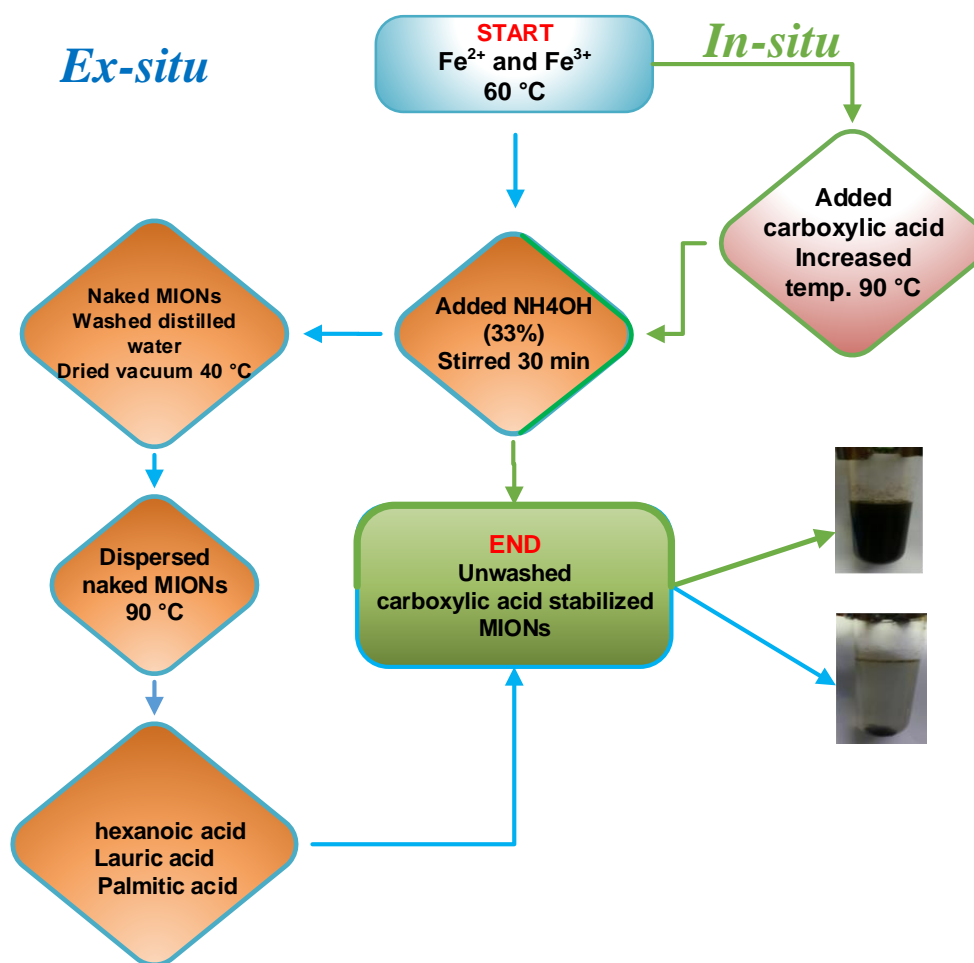 Ex-situ
START
Fe²⁺ and Fe³⁺
60 °C
In-situ
Added
carboxylic acid
Increased
temp. 90 °C
Naked MIONs
Washed distilled
water
Dried vacuum 40 °C
Added NH4OH
(33%)
Stirred 30 min
Dispersed
naked MIONs
90 °C
END
Unwashed
carboxylic acid stabilized
MIONs
hexanoic acid
Lauric acid
Palmitic acid